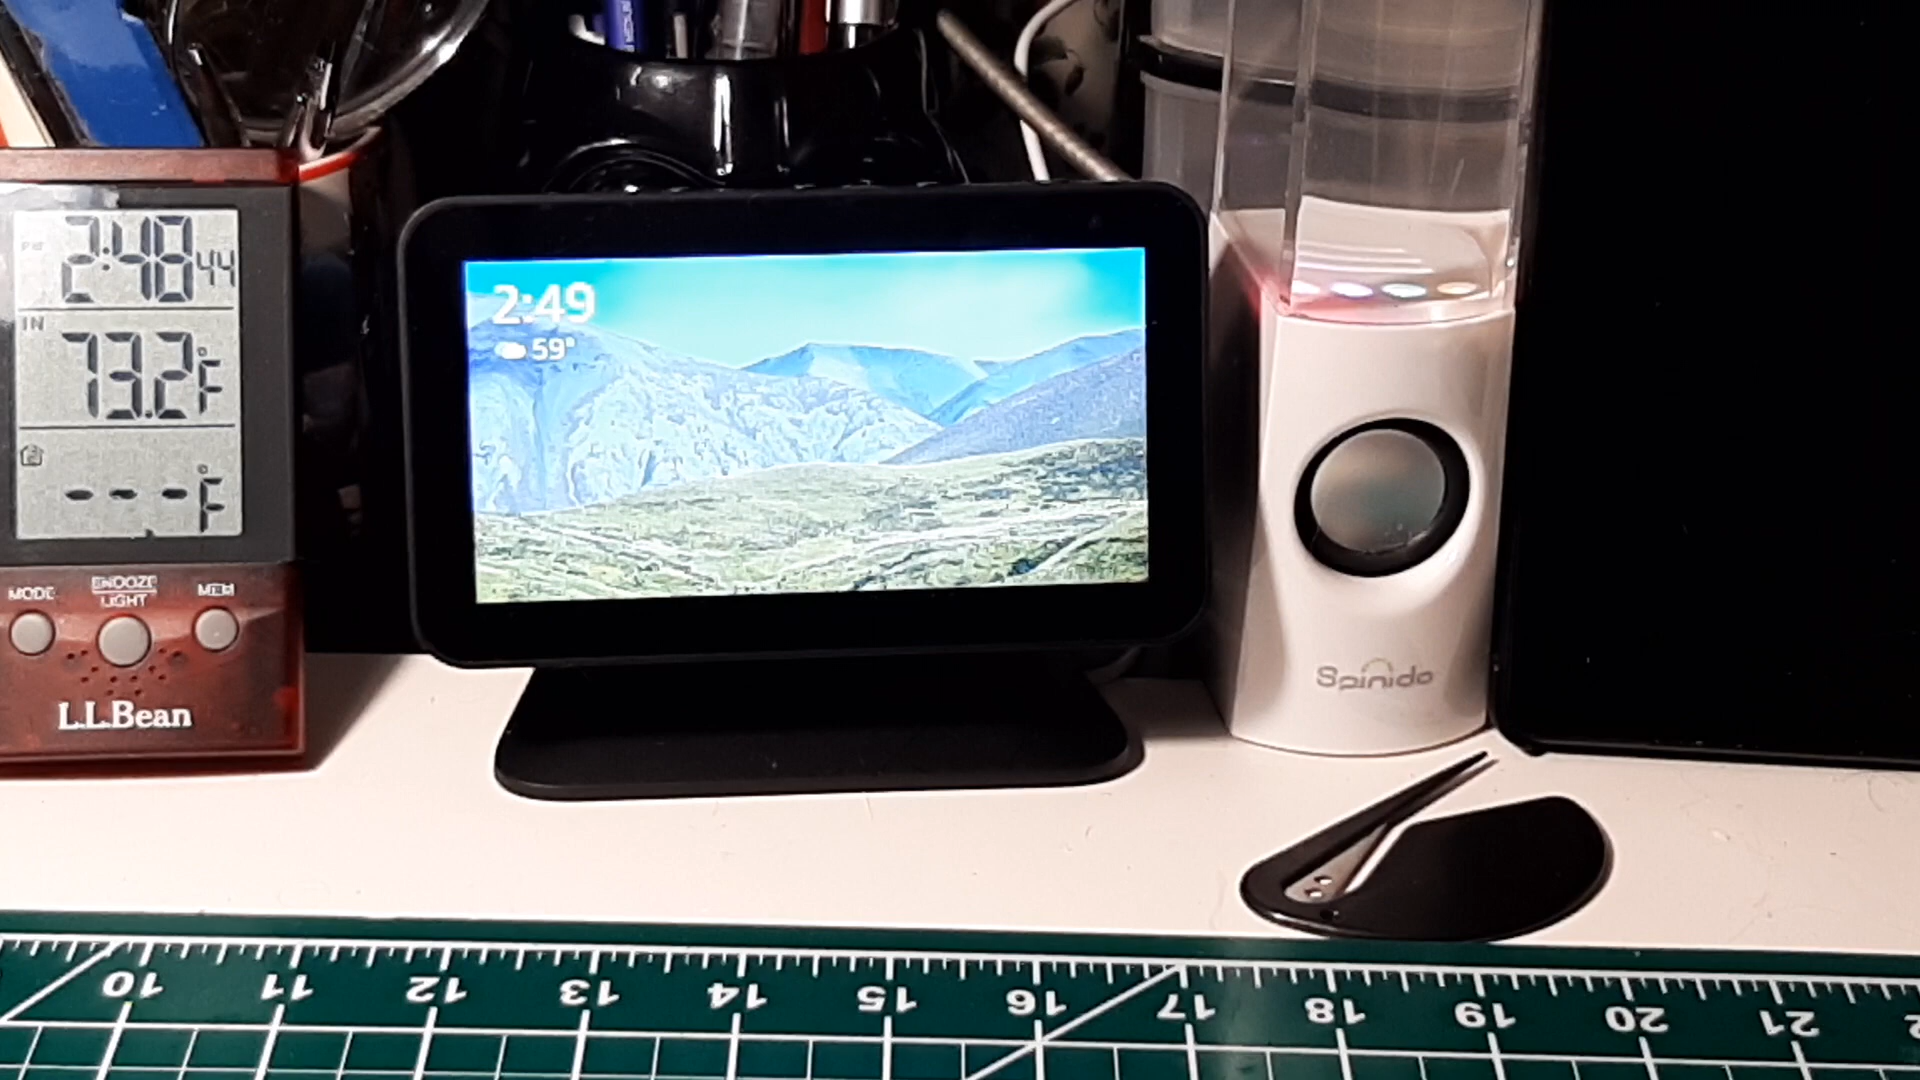 PM 2:48 44
IN
73.2°F
---°F
MODE
SNOOZE
LIGHT
MEM
L.L.Bean
2:49
59°
Spinido
10 11 12 13 14 15 16 17 18 19 20 21